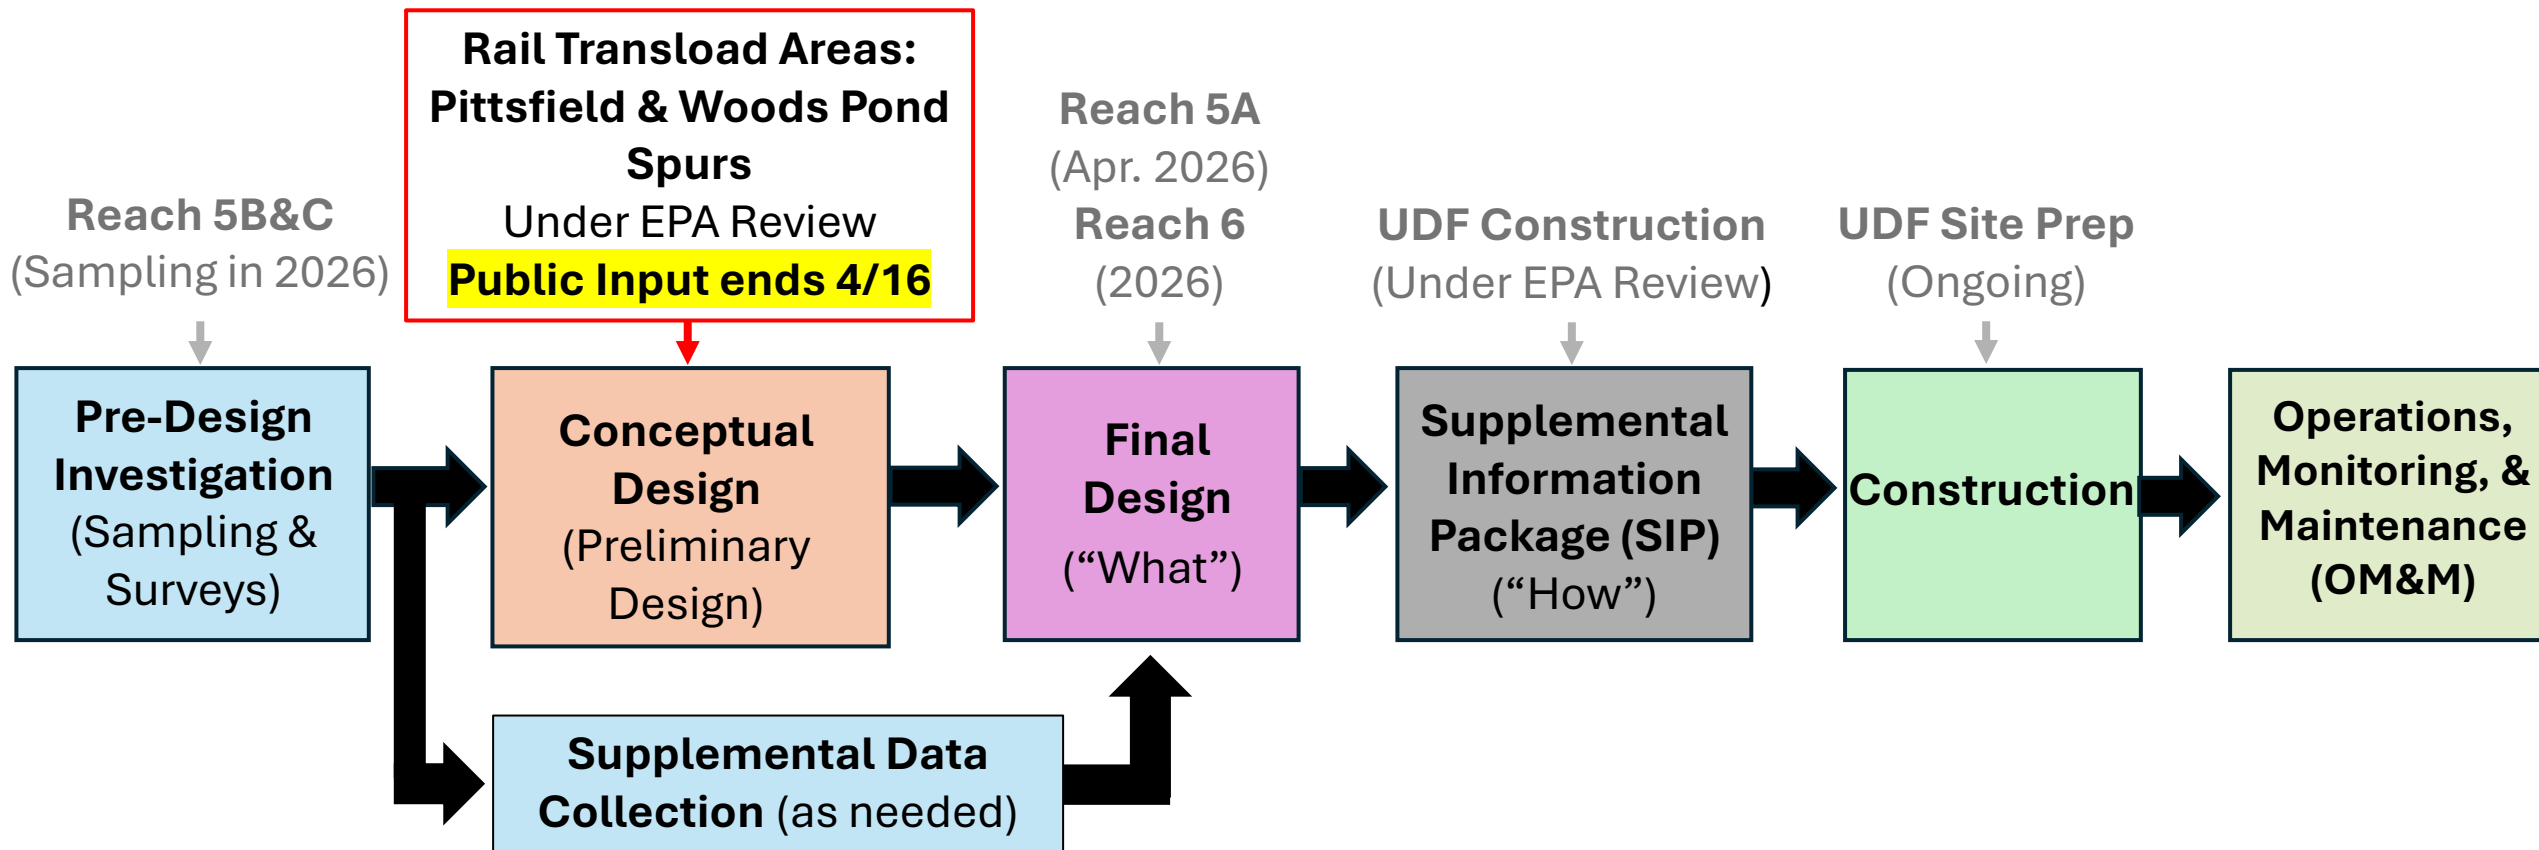 Rail Transload Areas:
Pittsfield & Woods Pond
Spurs
Under EPA Review
Public Input ends 4/16
Reach 5B&C
(Sampling in 2026)
Reach 5A
(Apr. 2026)
Reach 6
(2026)
UDF Construction
(Under EPA Review)
UDF Site Prep
(Ongoing)
Pre-Design
Investigation
(Sampling &
Surveys)
Conceptual
Design
(Preliminary
Design)
Final
Design
(“What”)
Supplemental
Information
Package (SIP)
(“How”)
Construction
Operations,
Monitoring, &
Maintenance
(OM&M)
Supplemental Data
Collection (as needed)